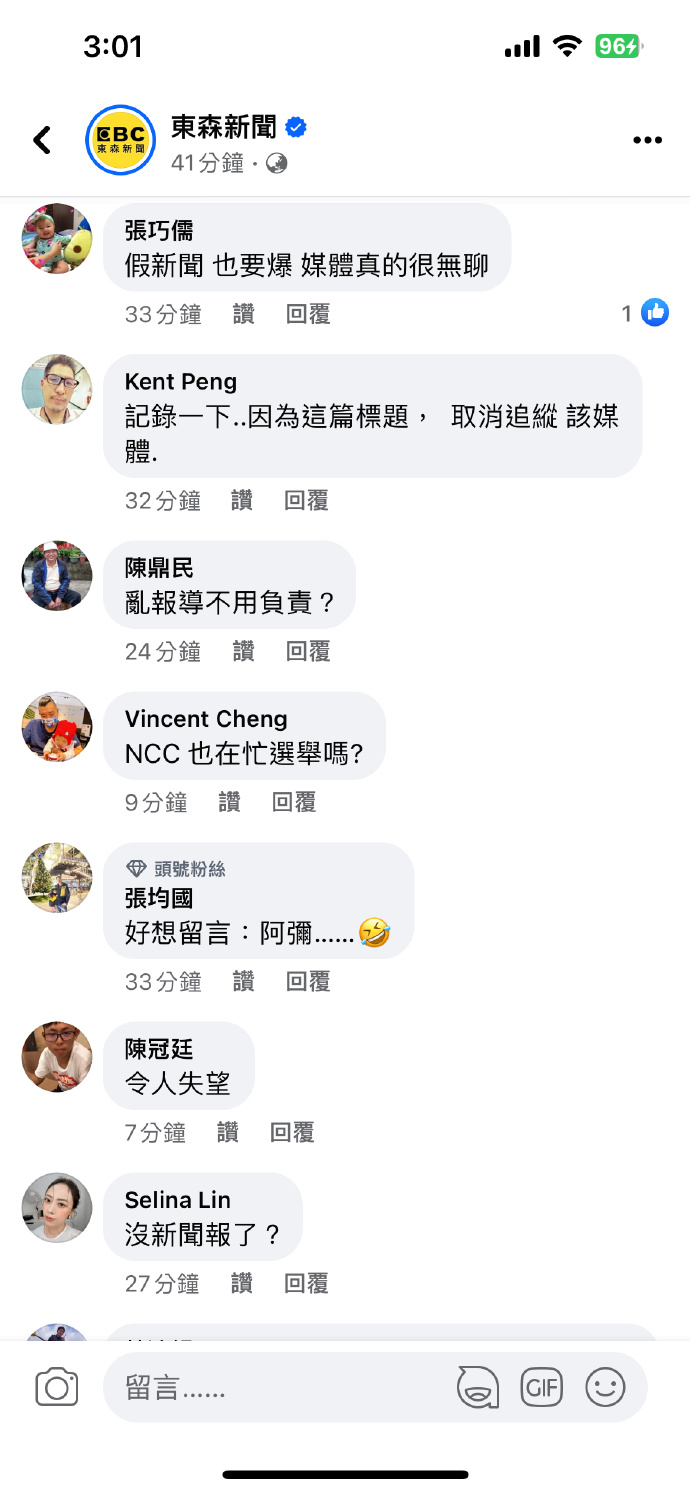 3:01
96
EBC
東森新聞
東森新聞
41分鐘·
張巧儒
假新聞 也要爆 媒體真的很無聊
33分鐘 讚 回覆
1
Kent Peng
記錄一下..因為這篇標題， 取消追縱 該媒
體.
32分鐘 讚 回覆
陳鼎民
亂報導不用負責？
24分鐘 讚 回覆
Vincent Cheng
NCC 也在忙選舉嗎?
9分鐘 讚 回覆
頭號粉絲
張均國
好想留言：阿彌......🤣
33分鐘 讚 回覆
陳冠廷
令人失望
7分鐘 讚 回覆
Selina Lin
沒新聞報了？
27分鐘 讚 回覆
留言......
GIF